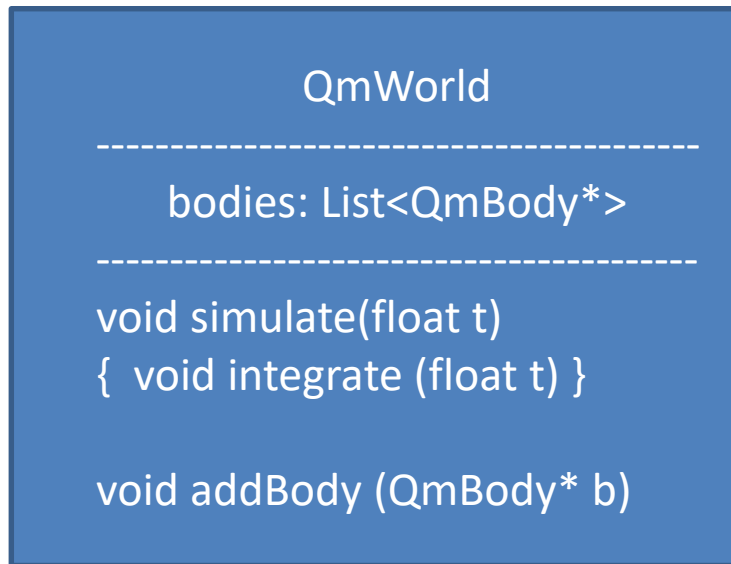 QmWorld
-----------------------------------------
bodies: List<QmBody*>
-----------------------------------------
void simulate(float t)
{  void integrate (float t) }
void addBody (QmBody* b)